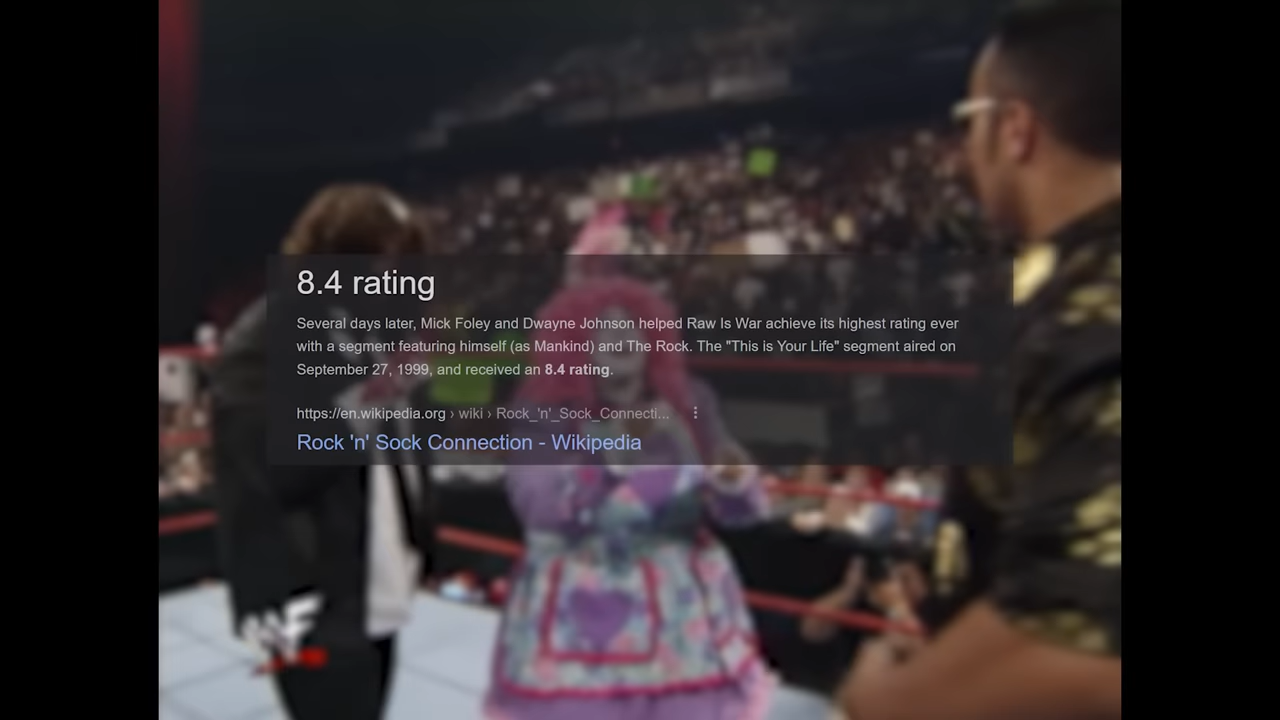 8.4 rating
Several days later, Mick Foley and Dwayne Johnson helped Raw Is War achieve its highest rating ever
with a segment featuring himself (as Mankind) and The Rock. The "This is Your Life" segment aired on
September 27, 1999, and received an 8.4 rating.
https://en.wikipedia.org › wiki › Rock_'n'_Sock_Connecti...
Rock 'n' Sock Connection - Wikipedia